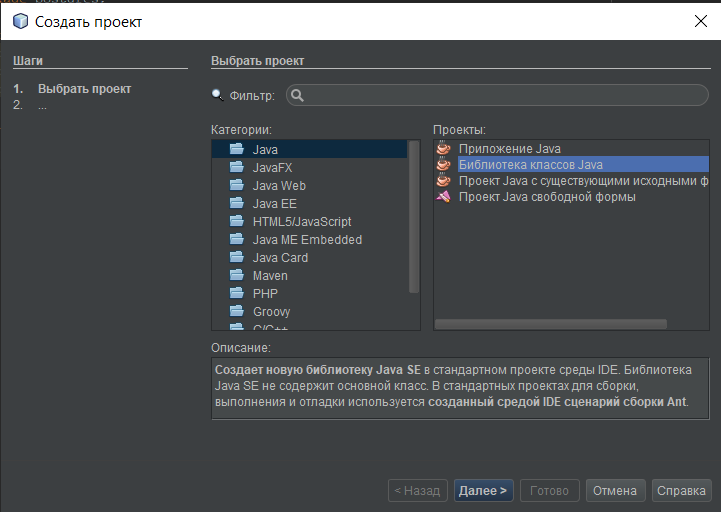 Создать проект
Шаги
1. Выбрать проект
2. ...
Выбрать проект
Фильтр:
Категории:
Java
JavaFX
Java Web
Java EE
HTML5/JavaScript
Java ME Embedded
Java Card
Maven
PHP
Groovy
C/C++
Проекты:
Приложение Java
Библиотека классов Java
Проект Java с существующими исходными ф
Проект Java свободной формы
Описание:
Создает новую библиотеку Java SE в стандартном проекте среды IDE. Библиотека
Java SE не содержит основной класс. В стандартных проектах для сборки,
выполнения и отладки используется созданный средой IDE сценарий сборки Ant.
< Назад
Далее >
Готово
Отмена
Справка